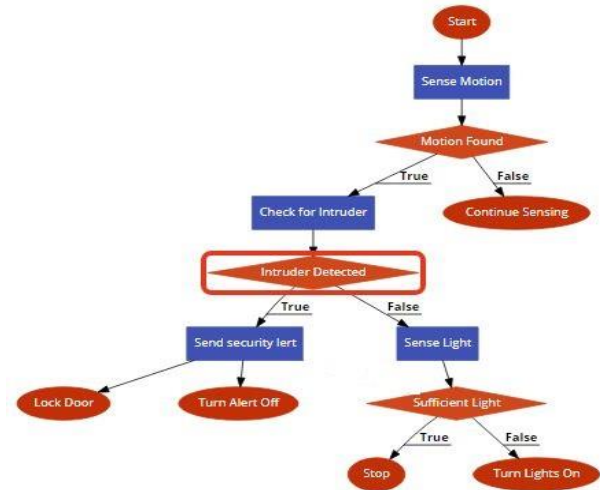 Start
Sense Motion
Motion Found
True
False
Check for Intruder
Continue Sensing
Intruder Detected
True
False
Send security lert
Sense Light
Lock Door
Turn Alert Off
Sufficient Light
True
False
Stop
Turn Lights On